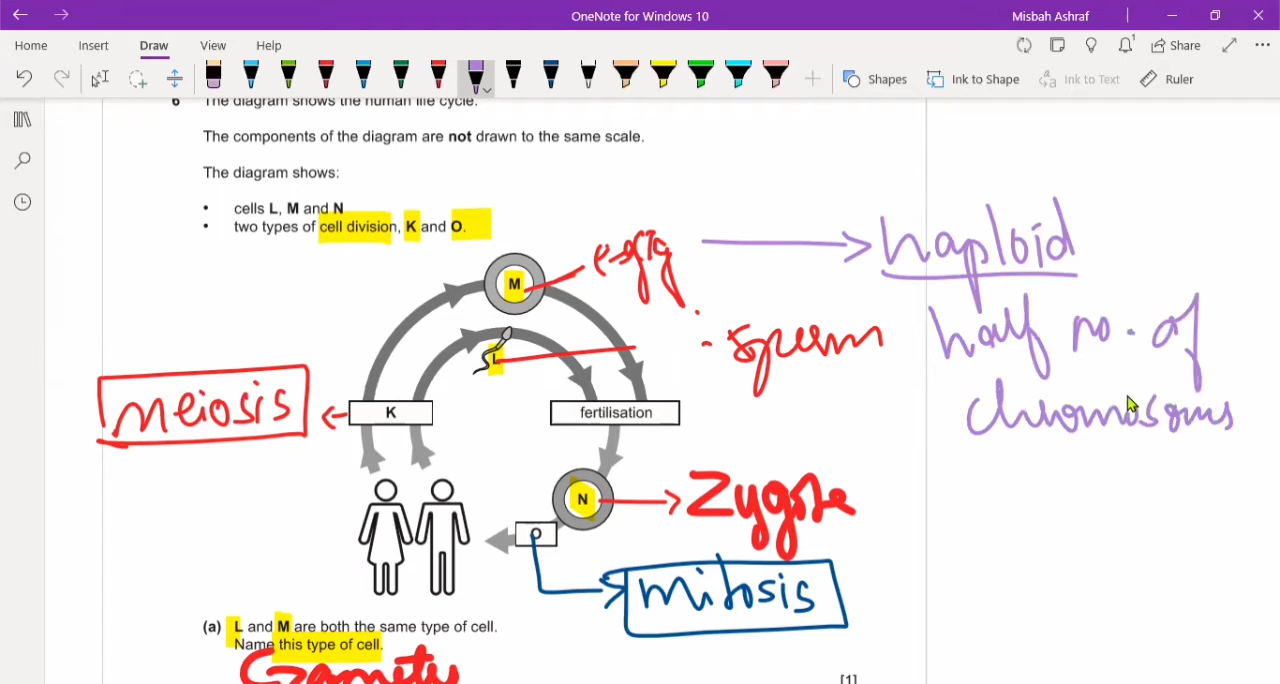 OneNote for Windows 10
Misbah Ashraf
Home Insert Draw View Help
Share
Shapes Ink to Shape Ink to Text Ruler
6 The diagram shows the human life cycle.
The components of the diagram are not drawn to the same scale.
The diagram shows:
• cells L, M and N
• two types of cell division, K and O.
M
egg
haploid
half no. of
chromosoms
L
sperm
meiosis
K
fertilisation
N
Zygote
O
mitosis
(a) L and M are both the same type of cell.
Name this type of cell.
Gametes
[1]